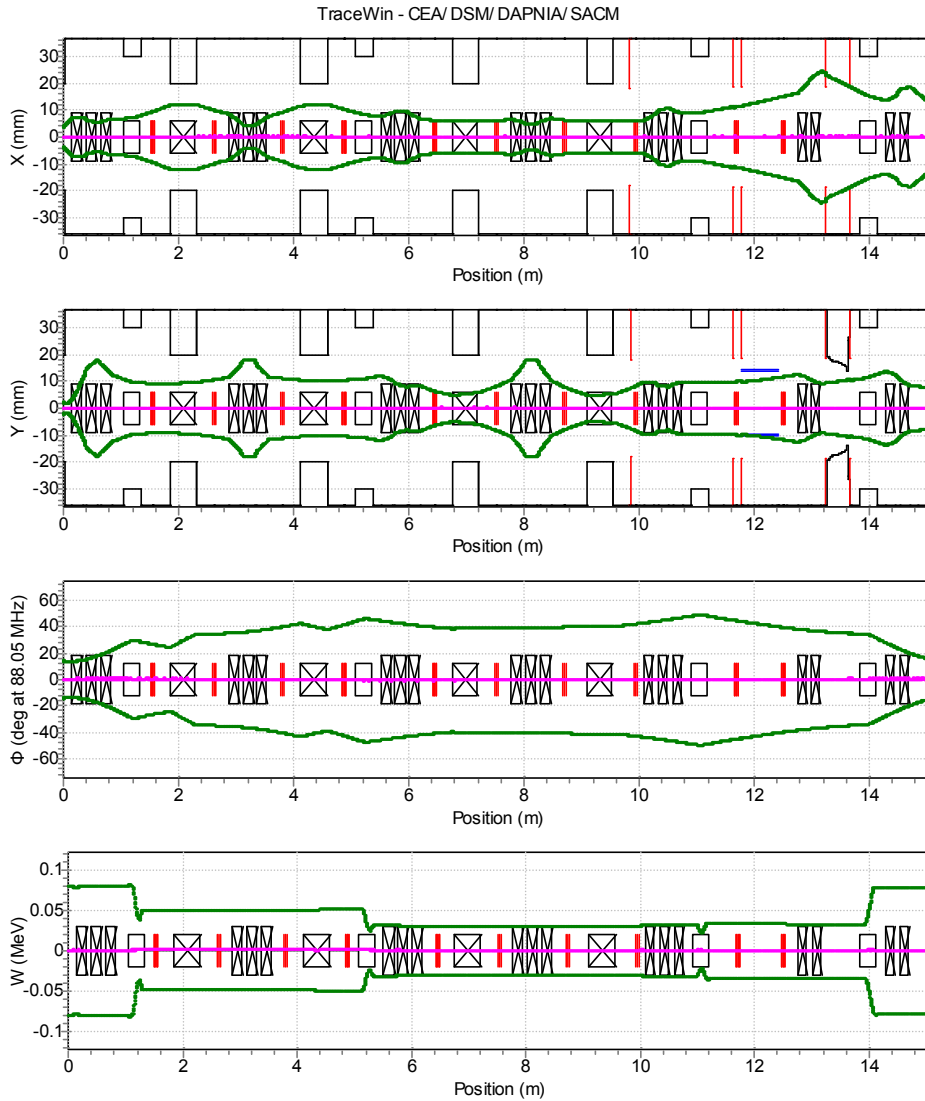 TraceWin - CEA/ DSM/ DAPNIA/ SACM
X (mm)
30
20
10
0
-10
-20
-30
0 2 4 6 8 10 12 14
Position (m)
Y (mm)
30
20
10
0
-10
-20
-30
0 2 4 6 8 10 12 14
Position (m)
Φ (deg at 88.05 MHz)
60
40
20
0
-20
-40
-60
0 2 4 6 8 10 12 14
Position (m)
W (MeV)
0.1
0.05
0
-0.05
-0.1
0 2 4 6 8 10 12 14
Position (m)